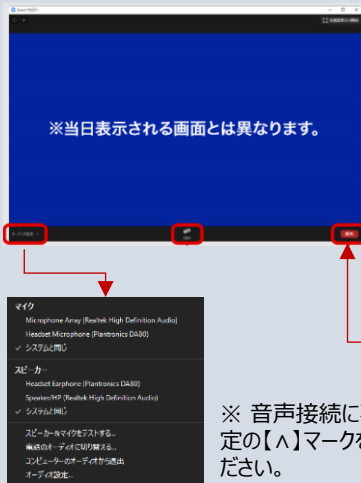 ※当日表示される画面とは異なります。
マイク
Microphone Array (Realtek High Definition Audio)
Headset Microphone (Plantronics DA80)
✓ システムと同じ
スピーカー
Headset Earphone (Plantronics DA80)
Speaker/HP (Realtek High Definition Audio)
✓ システムと同じ
スピーカー&マイクをテストする...
電話のオーディオに切り替える...
コンピューターのオーディオから退出
オーディオ設定...
※ 音声接続に
定の【∧】マークを
ださい。